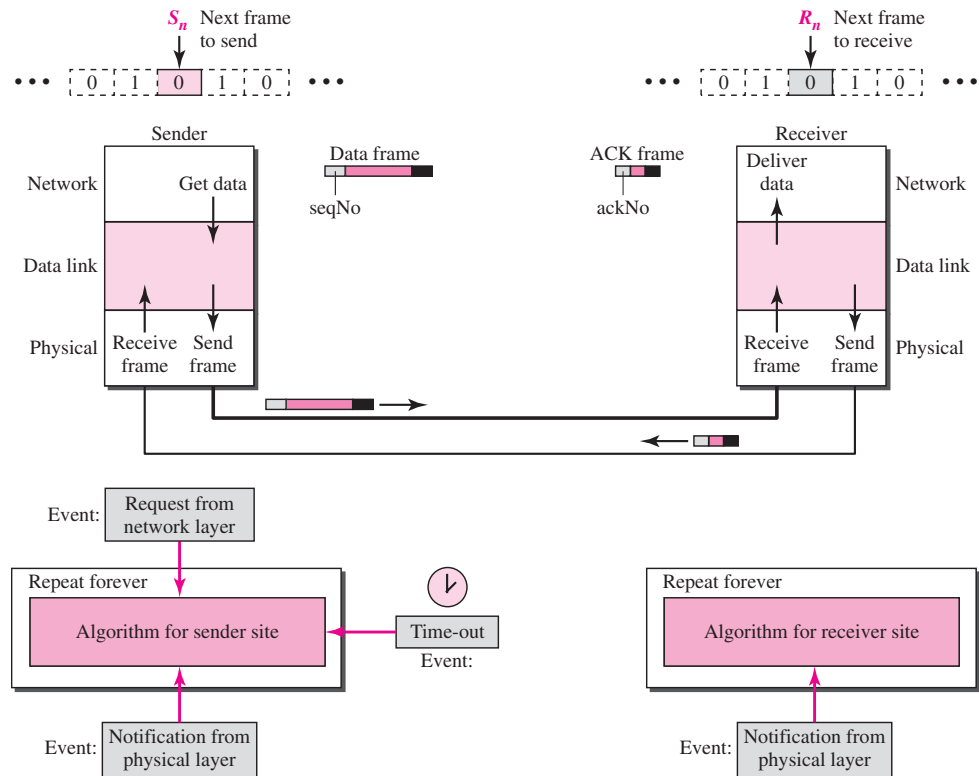 Sn Next frame
to send
Rn Next frame
to receive
••• 0 1 0 1 0 •••
••• 0 1 0 1 0 •••
Sender
Receiver
Data frame
seqNo
ACK frame
ackNo
Network
Get data
Deliver
data
Network
Data link
Data link
Physical
Receive
frame
Send
frame
Receive
frame
Send
frame
Physical
Event:
Request from
network layer
Repeat forever
Algorithm for sender site
Time-out
Event:
Event:
Notification from
physical layer
Repeat forever
Algorithm for receiver site
Event:
Notification from
physical layer